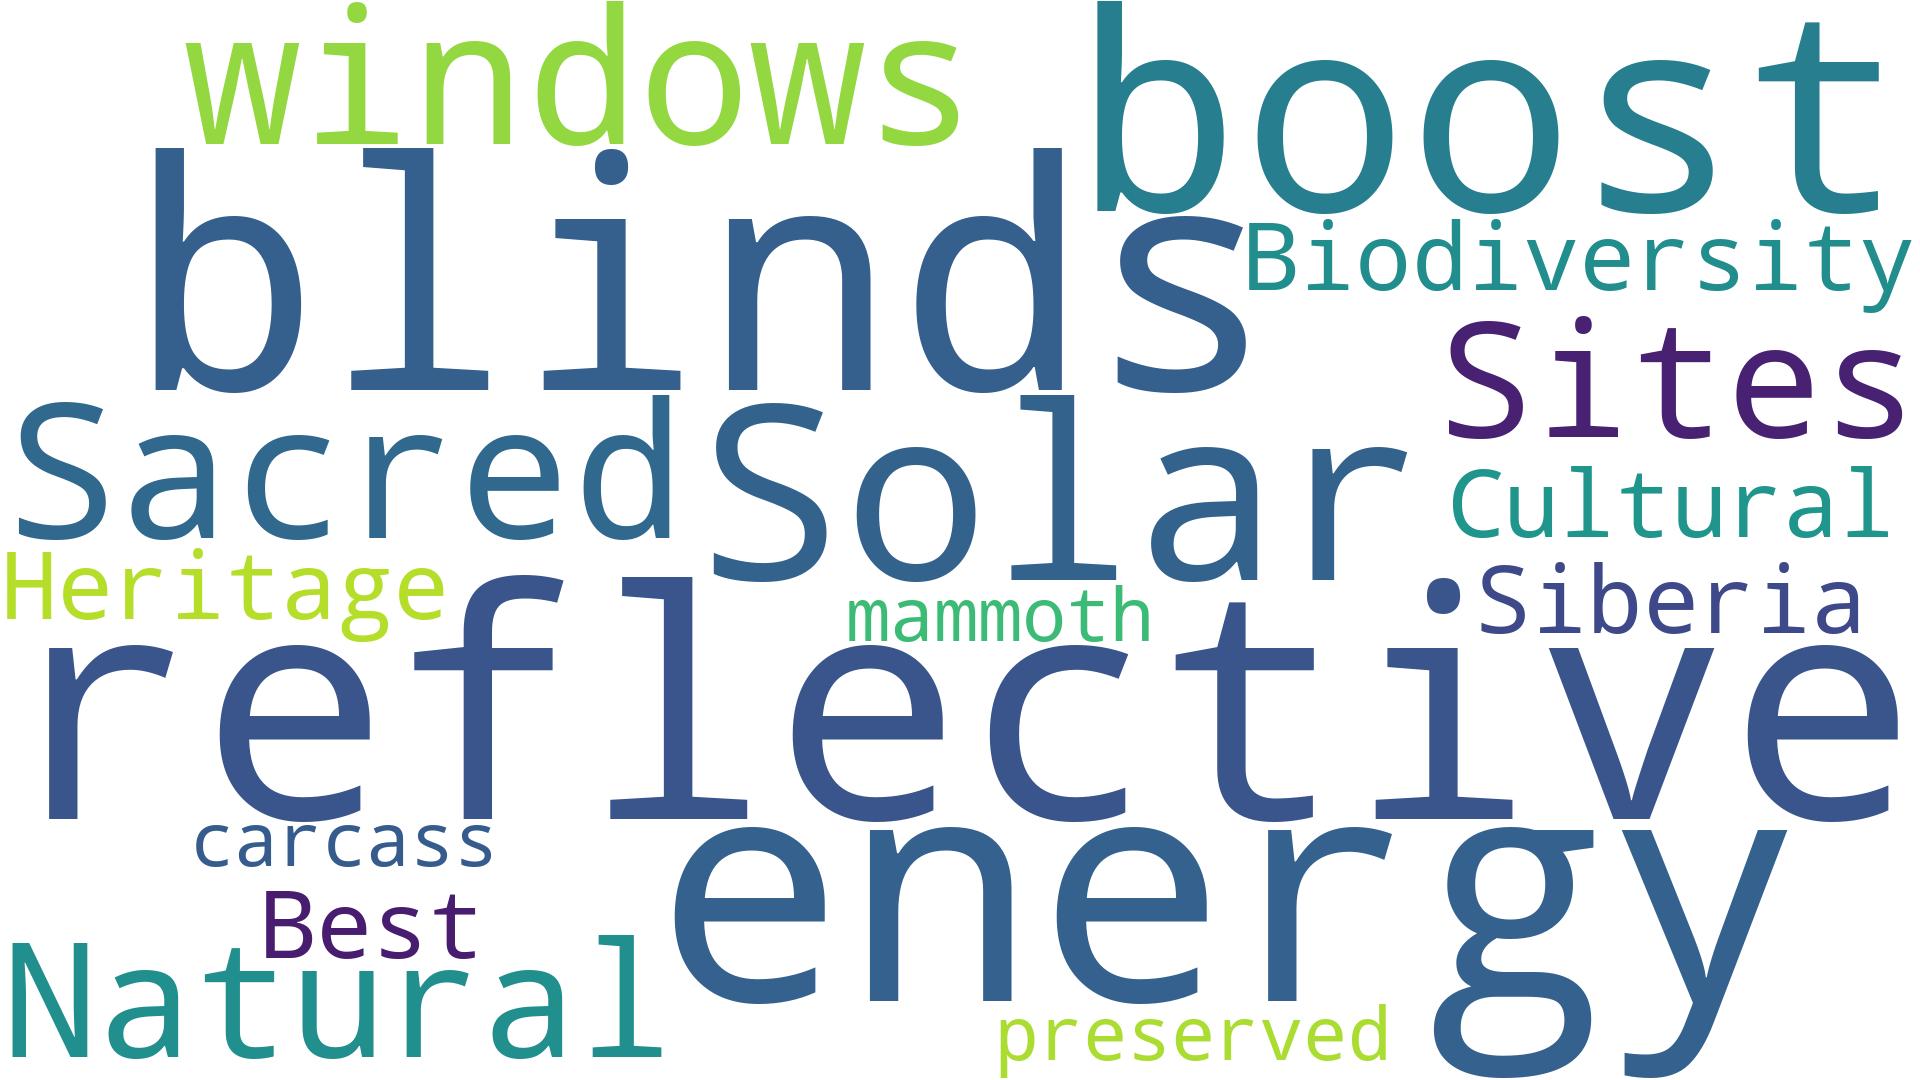 windows
boost
blinds
Biodiversity
Sites
Sacred
Solar
Cultural
Heritage
mammoth
Siberia
reflective
carcass
energy
Best
Natural
preserved